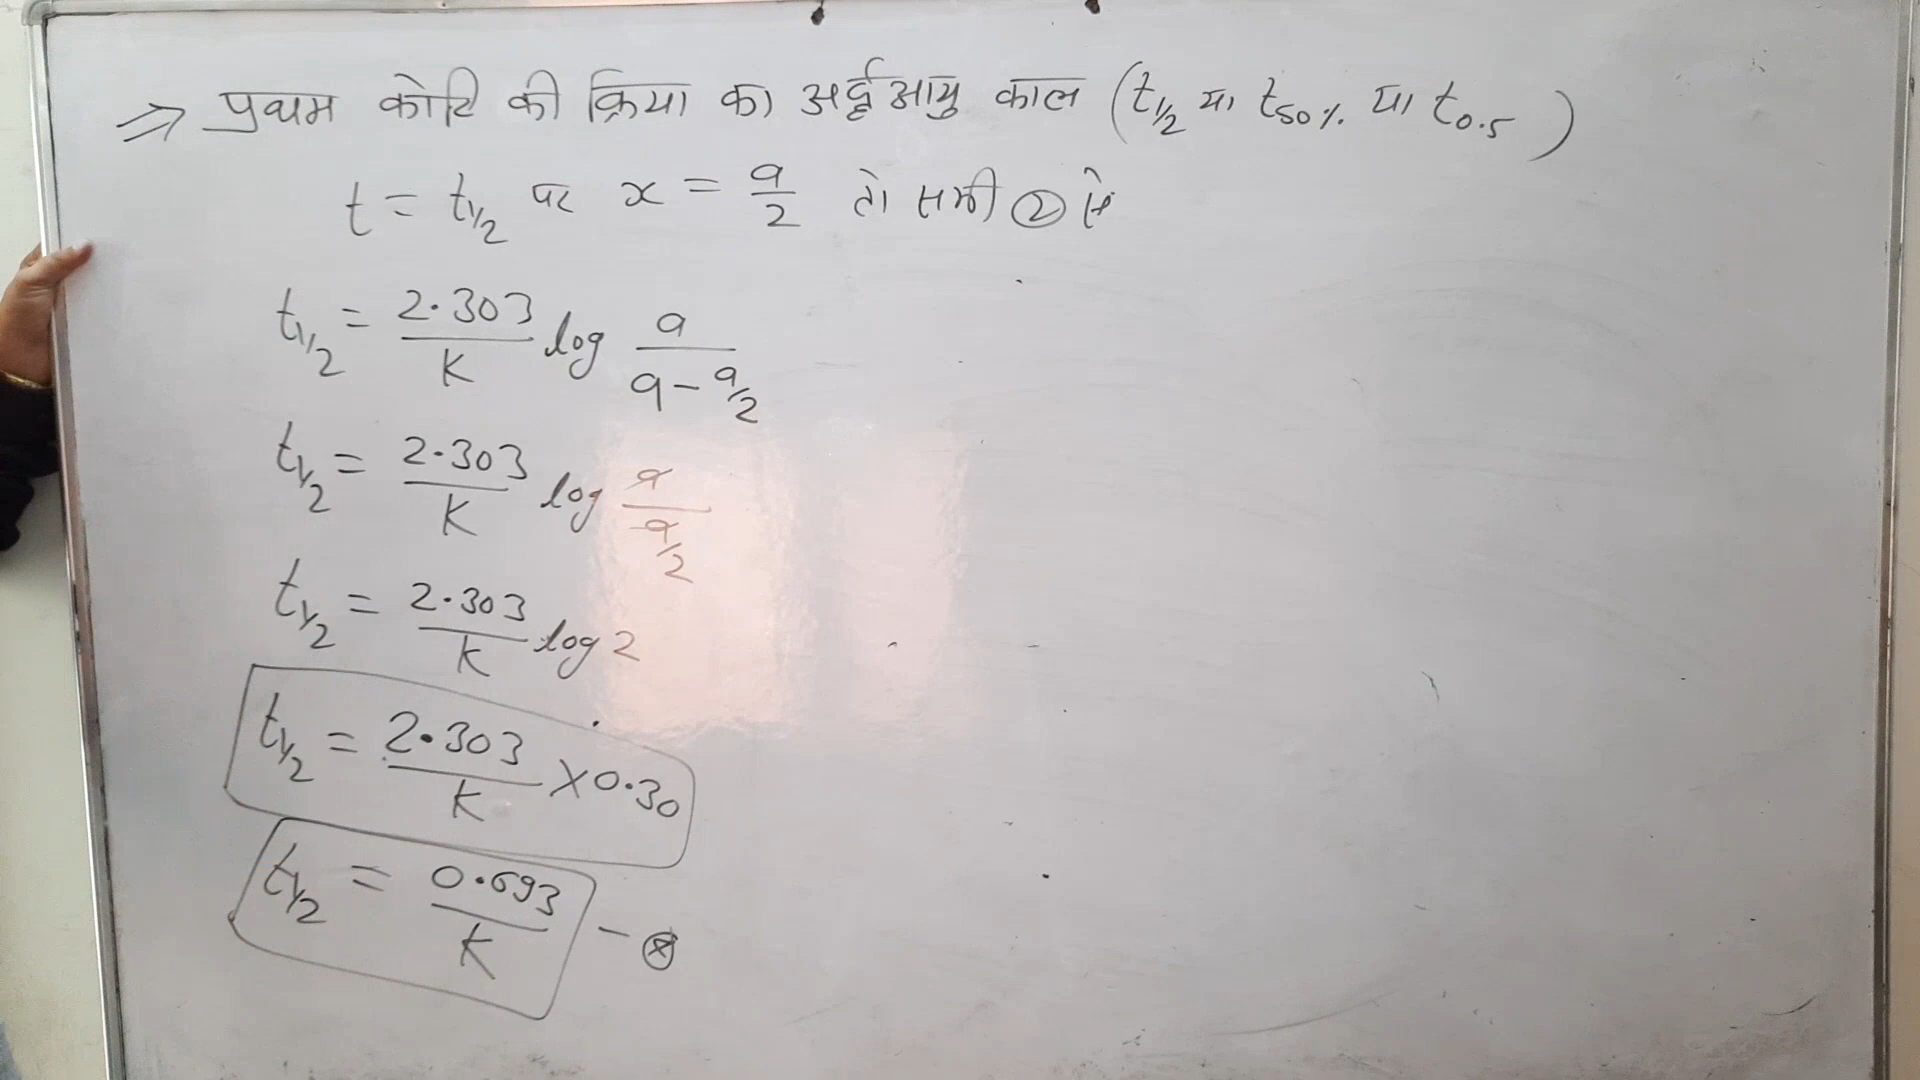 ⇒ प्रथम कोटि की क्रिया का अर्द्ध आयु काल (t1/2 या t50%. या t0.5)
t = t1/2 पर x = a/2 तो समी ② से
t1/2 = 2.303/K log a/(a - a/2)
t1/2 = 2.303/K log a/(a/2)
t1/2 = 2.303/K log 2
t1/2 = 2.303/K × 0.30
t1/2 = 0.693/K - ⊗